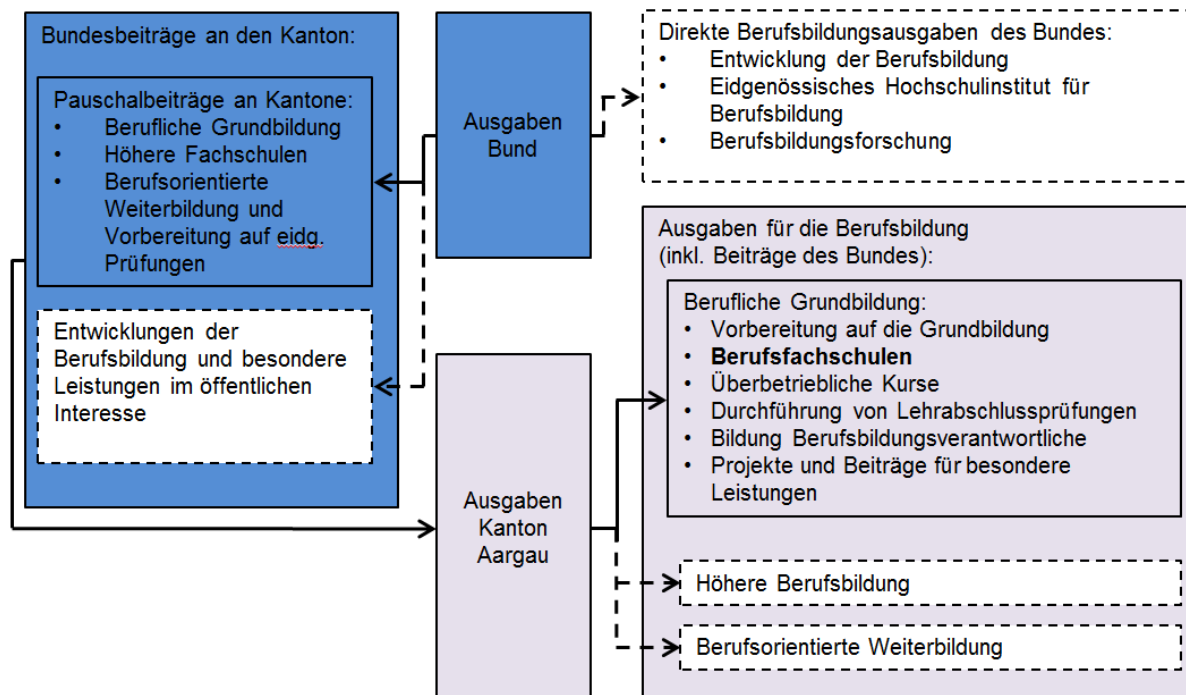 Bundesbeiträge an den Kanton:
Pauschalbeiträge an Kantone:
• Berufliche Grundbildung
• Höhere Fachschulen
• Berufsorientierte
Weiterbildung und
Vorbereitung auf eidg.
Prüfungen
Entwicklungen der
Berufsbildung und besondere
Leistungen im öffentlichen
Interesse
Ausgaben
Bund
Direkte Berufsbildungsausgaben des Bundes:
• Entwicklung der Berufsbildung
• Eidgenössisches Hochschulinstitut für
Berufsbildung
• Berufsbildungsforschung
Ausgaben
Kanton
Aargau
Ausgaben für die Berufsbildung
(inkl. Beiträge des Bundes):
Berufliche Grundbildung:
• Vorbereitung auf die Grundbildung
• Berufsfachschulen
• Überbetriebliche Kurse
• Durchführung von Lehrabschlussprüfungen
• Bildung Berufsbildungsverantwortliche
• Projekte und Beiträge für besondere
Leistungen
Höhere Berufsbildung
Berufsorientierte Weiterbildung